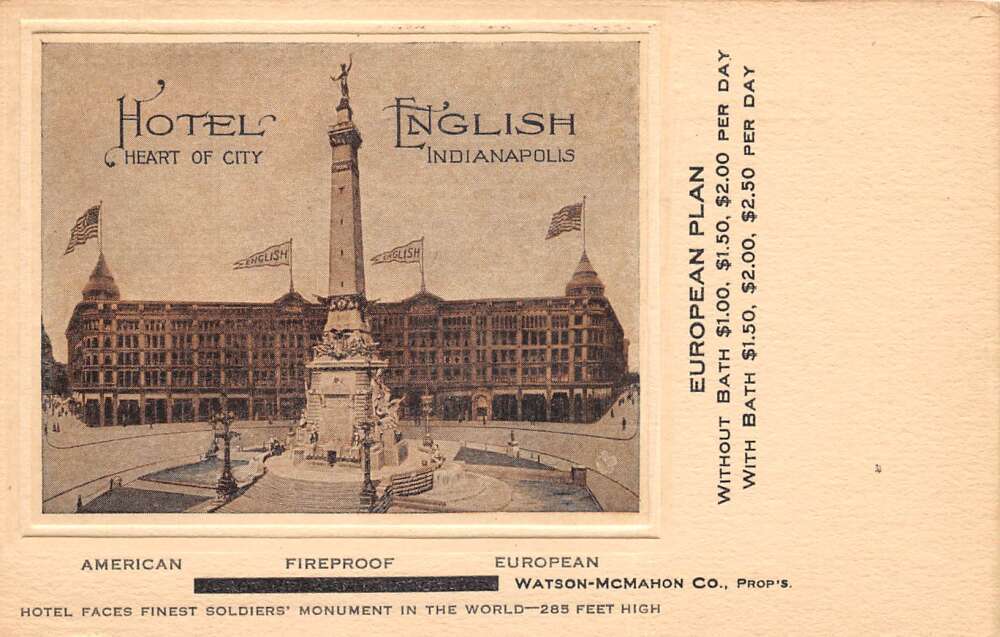 HOTEL ENGLISH
HEART OF CITY INDIANAPOLIS
ENGLISH ENGLISH
EUROPEAN PLAN
WITHOUT BATH $1.00, $1.50, $2.00 PER DAY
WITH BATH $1.50, $2.00, $2.50 PER DAY
AMERICAN FIREPROOF EUROPEAN
WATSON-MCMAHON CO., PROP'S.
HOTEL FACES FINEST SOLDIERS' MONUMENT IN THE WORLD—285 FEET HIGH